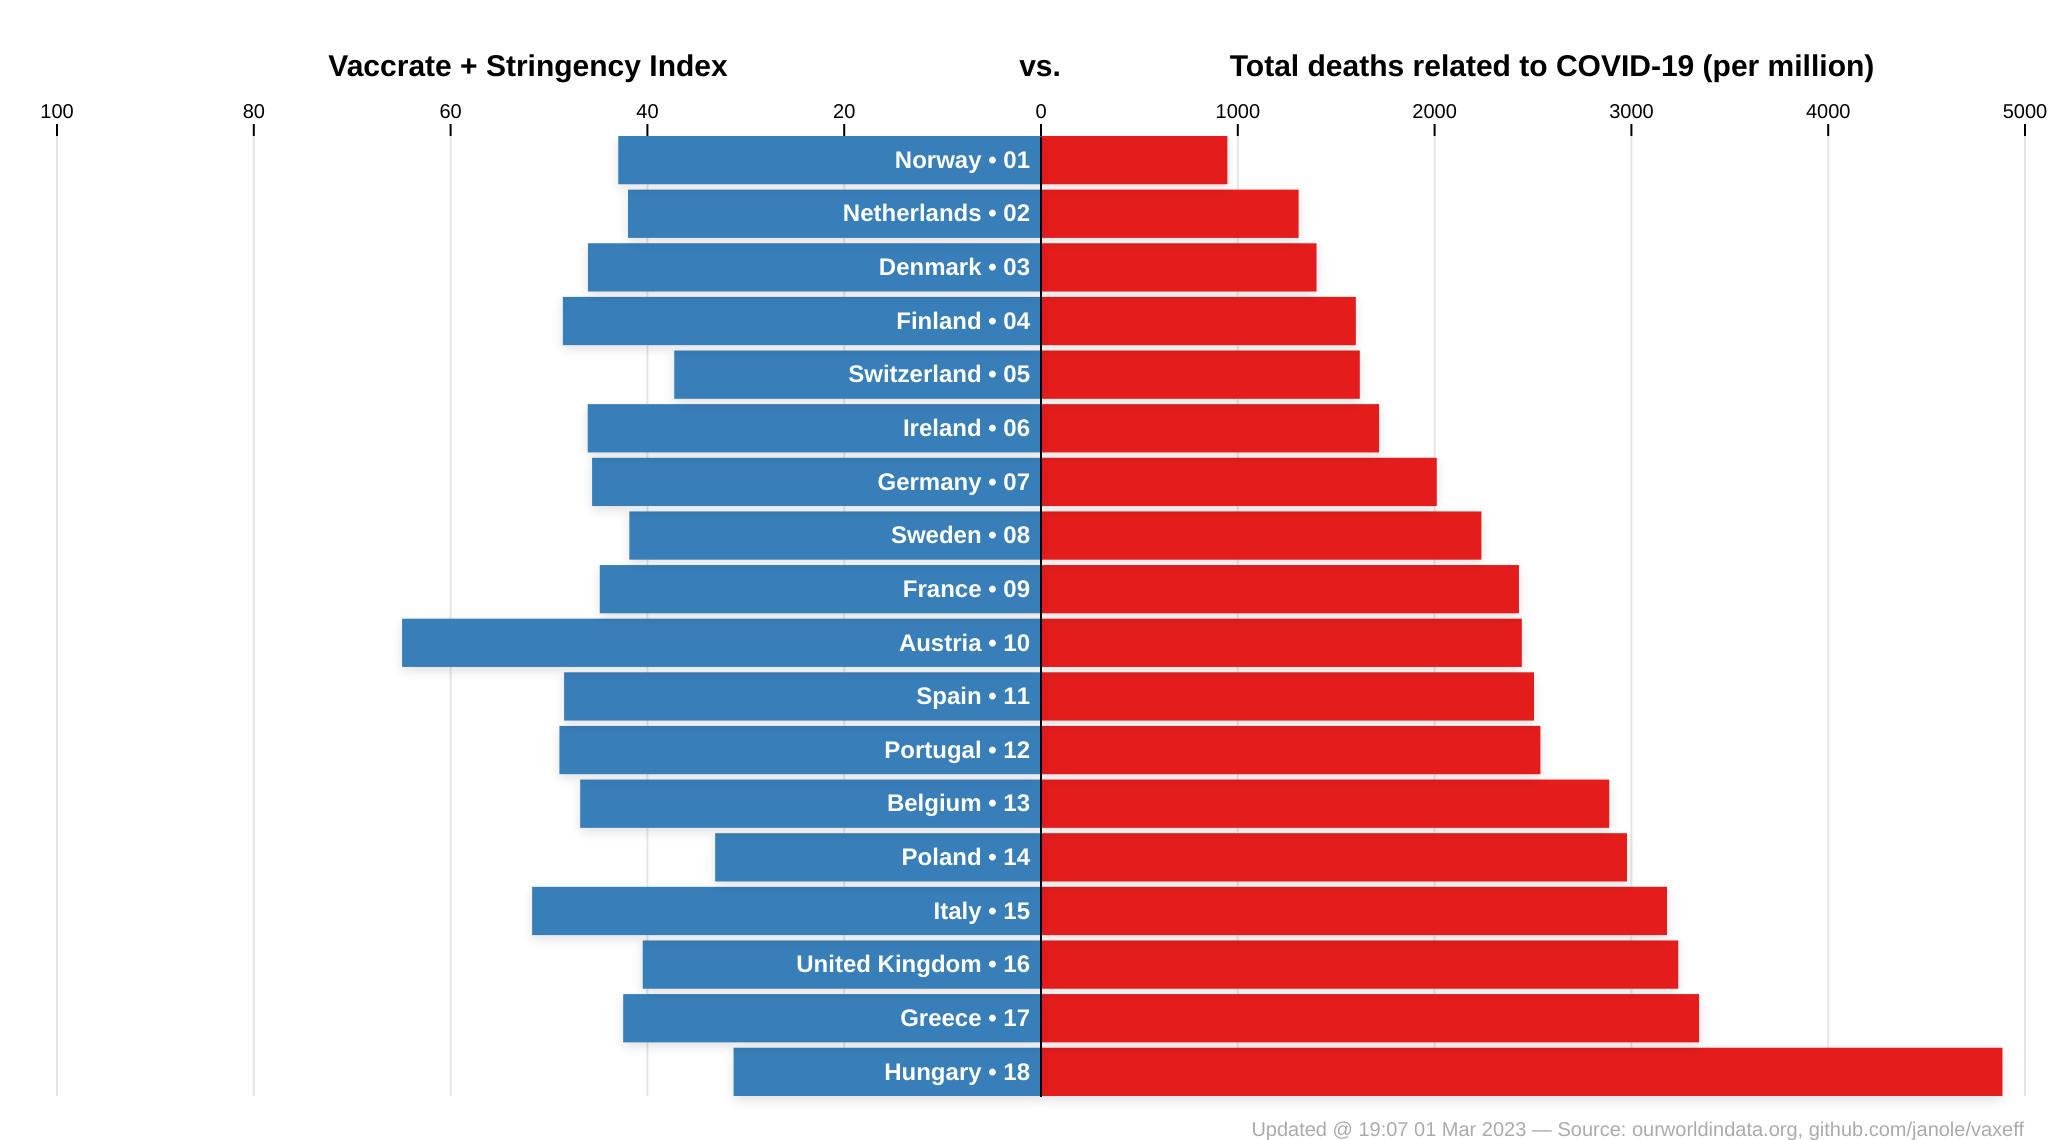 Vaccrate + Stringency Index vs. Total deaths related to COVID-19 (per million)
100 80 60 40 20 0 1000 2000 3000 4000 5000
Norway • 01
Netherlands • 02
Denmark • 03
Finland • 04
Switzerland • 05
Ireland • 06
Germany • 07
Sweden • 08
France • 09
Austria • 10
Spain • 11
Portugal • 12
Belgium • 13
Poland • 14
Italy • 15
United Kingdom • 16
Greece • 17
Hungary • 18
Updated @ 19:07 01 Mar 2023 — Source: ourworldindata.org, github.com/janole/vaxeff